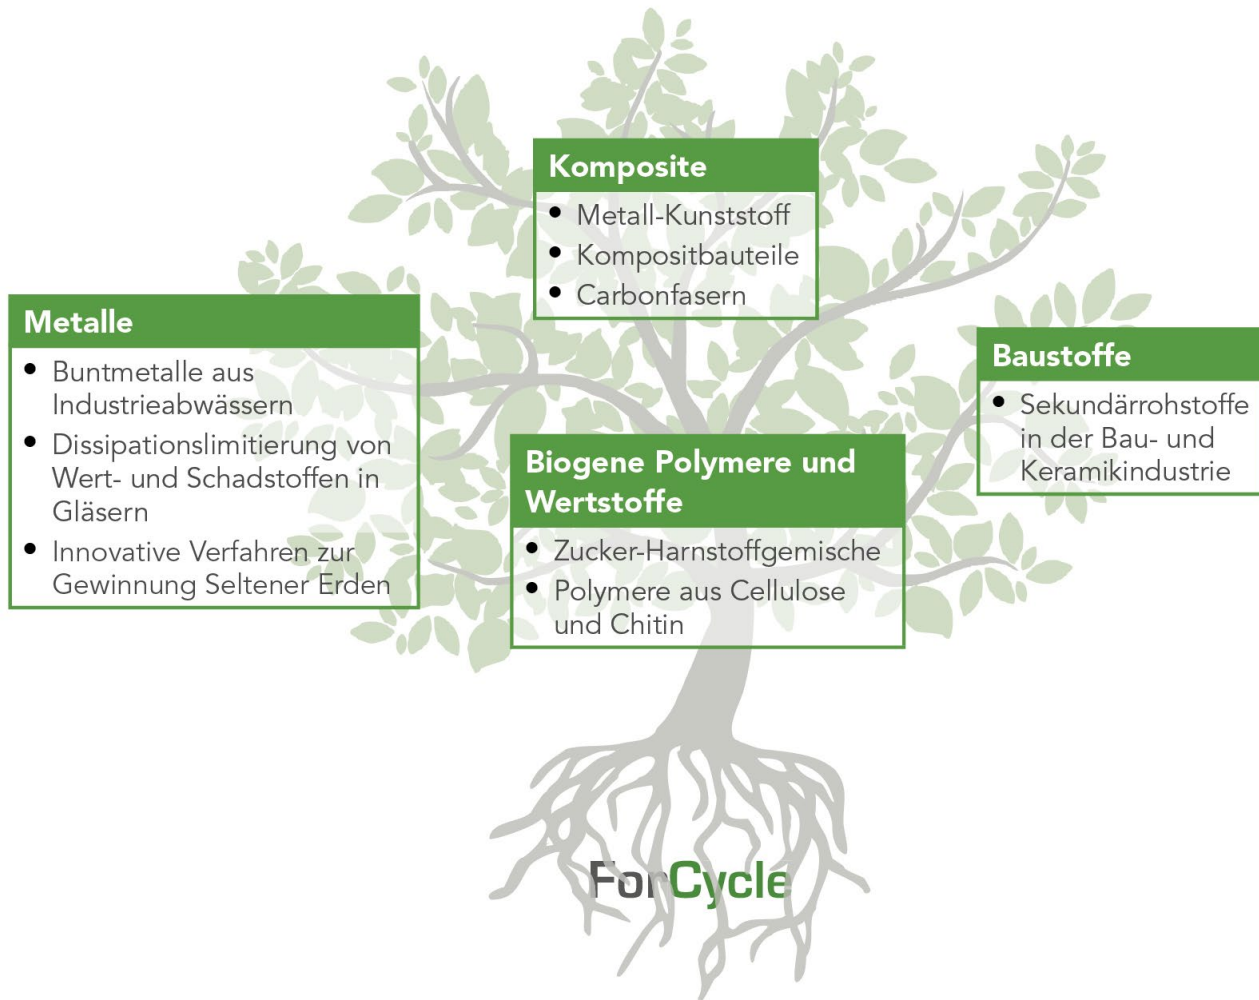 Komposite
• Metall-Kunststoff
• Kompositbauteile
• Carbonfasern
Metalle
• Buntmetalle aus
Industrieabwässern
• Dissipationslimitierung von
Wert- und Schadstoffen in
Gläsern
• Innovative Verfahren zur
Gewinnung Seltener Erden
Baustoffe
• Sekundärrohstoffe
in der Bau- und
Keramikindustrie
Biogene Polymere und
Wertstoffe
• Zucker-Harnstoffgemische
• Polymere aus Cellulose
und Chitin
ForCycle